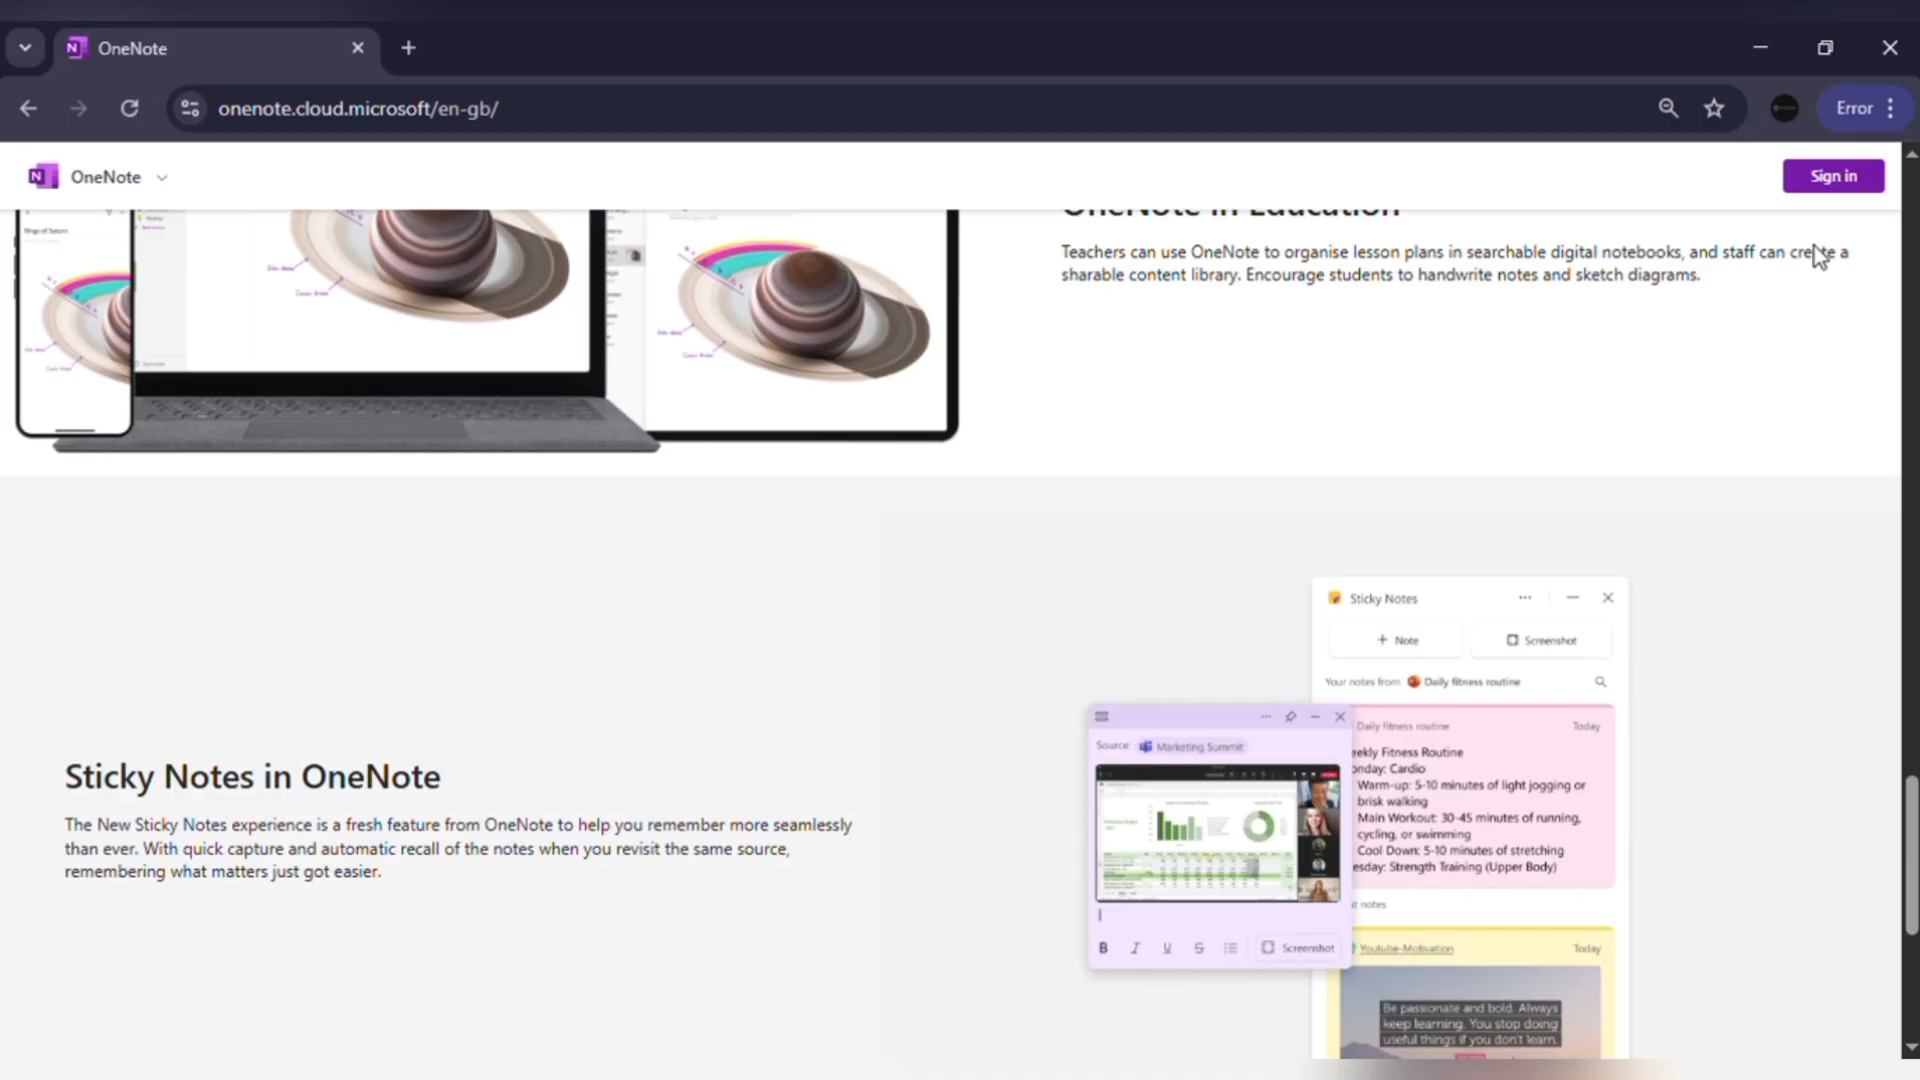 OneNote
onenote.cloud.microsoft/en-gb/
Error
OneNote
Sign in
OneNote in Education
Teachers can use OneNote to organise lesson plans in searchable digital notebooks, and staff can create a
sharable content library. Encourage students to handwrite notes and sketch diagrams.
Rings of Saturn
Sticky Notes in OneNote
The New Sticky Notes experience is a fresh feature from OneNote to help you remember more seamlessly
than ever. With quick capture and automatic recall of the notes when you revisit the same source,
remembering what matters just got easier.
Sticky Notes
+ Note
Screenshot
Your notes from Daily fitness routine
Source: Marketing Summit
B I U S
Screenshot
Daily fitness routine Today
eekly Fitness Routine
onday: Cardio
Warm-up: 5-10 minutes of light jogging or
brisk walking
Main Workout: 30-45 minutes of running,
cycling, or swimming
Cool Down: 5-10 minutes of stretching
esday: Strength Training (Upper Body)
t notes
Youtube-Motivation Today
Be passionate and bold. Always
keep learning. You stop doing
useful things if you don't learn.